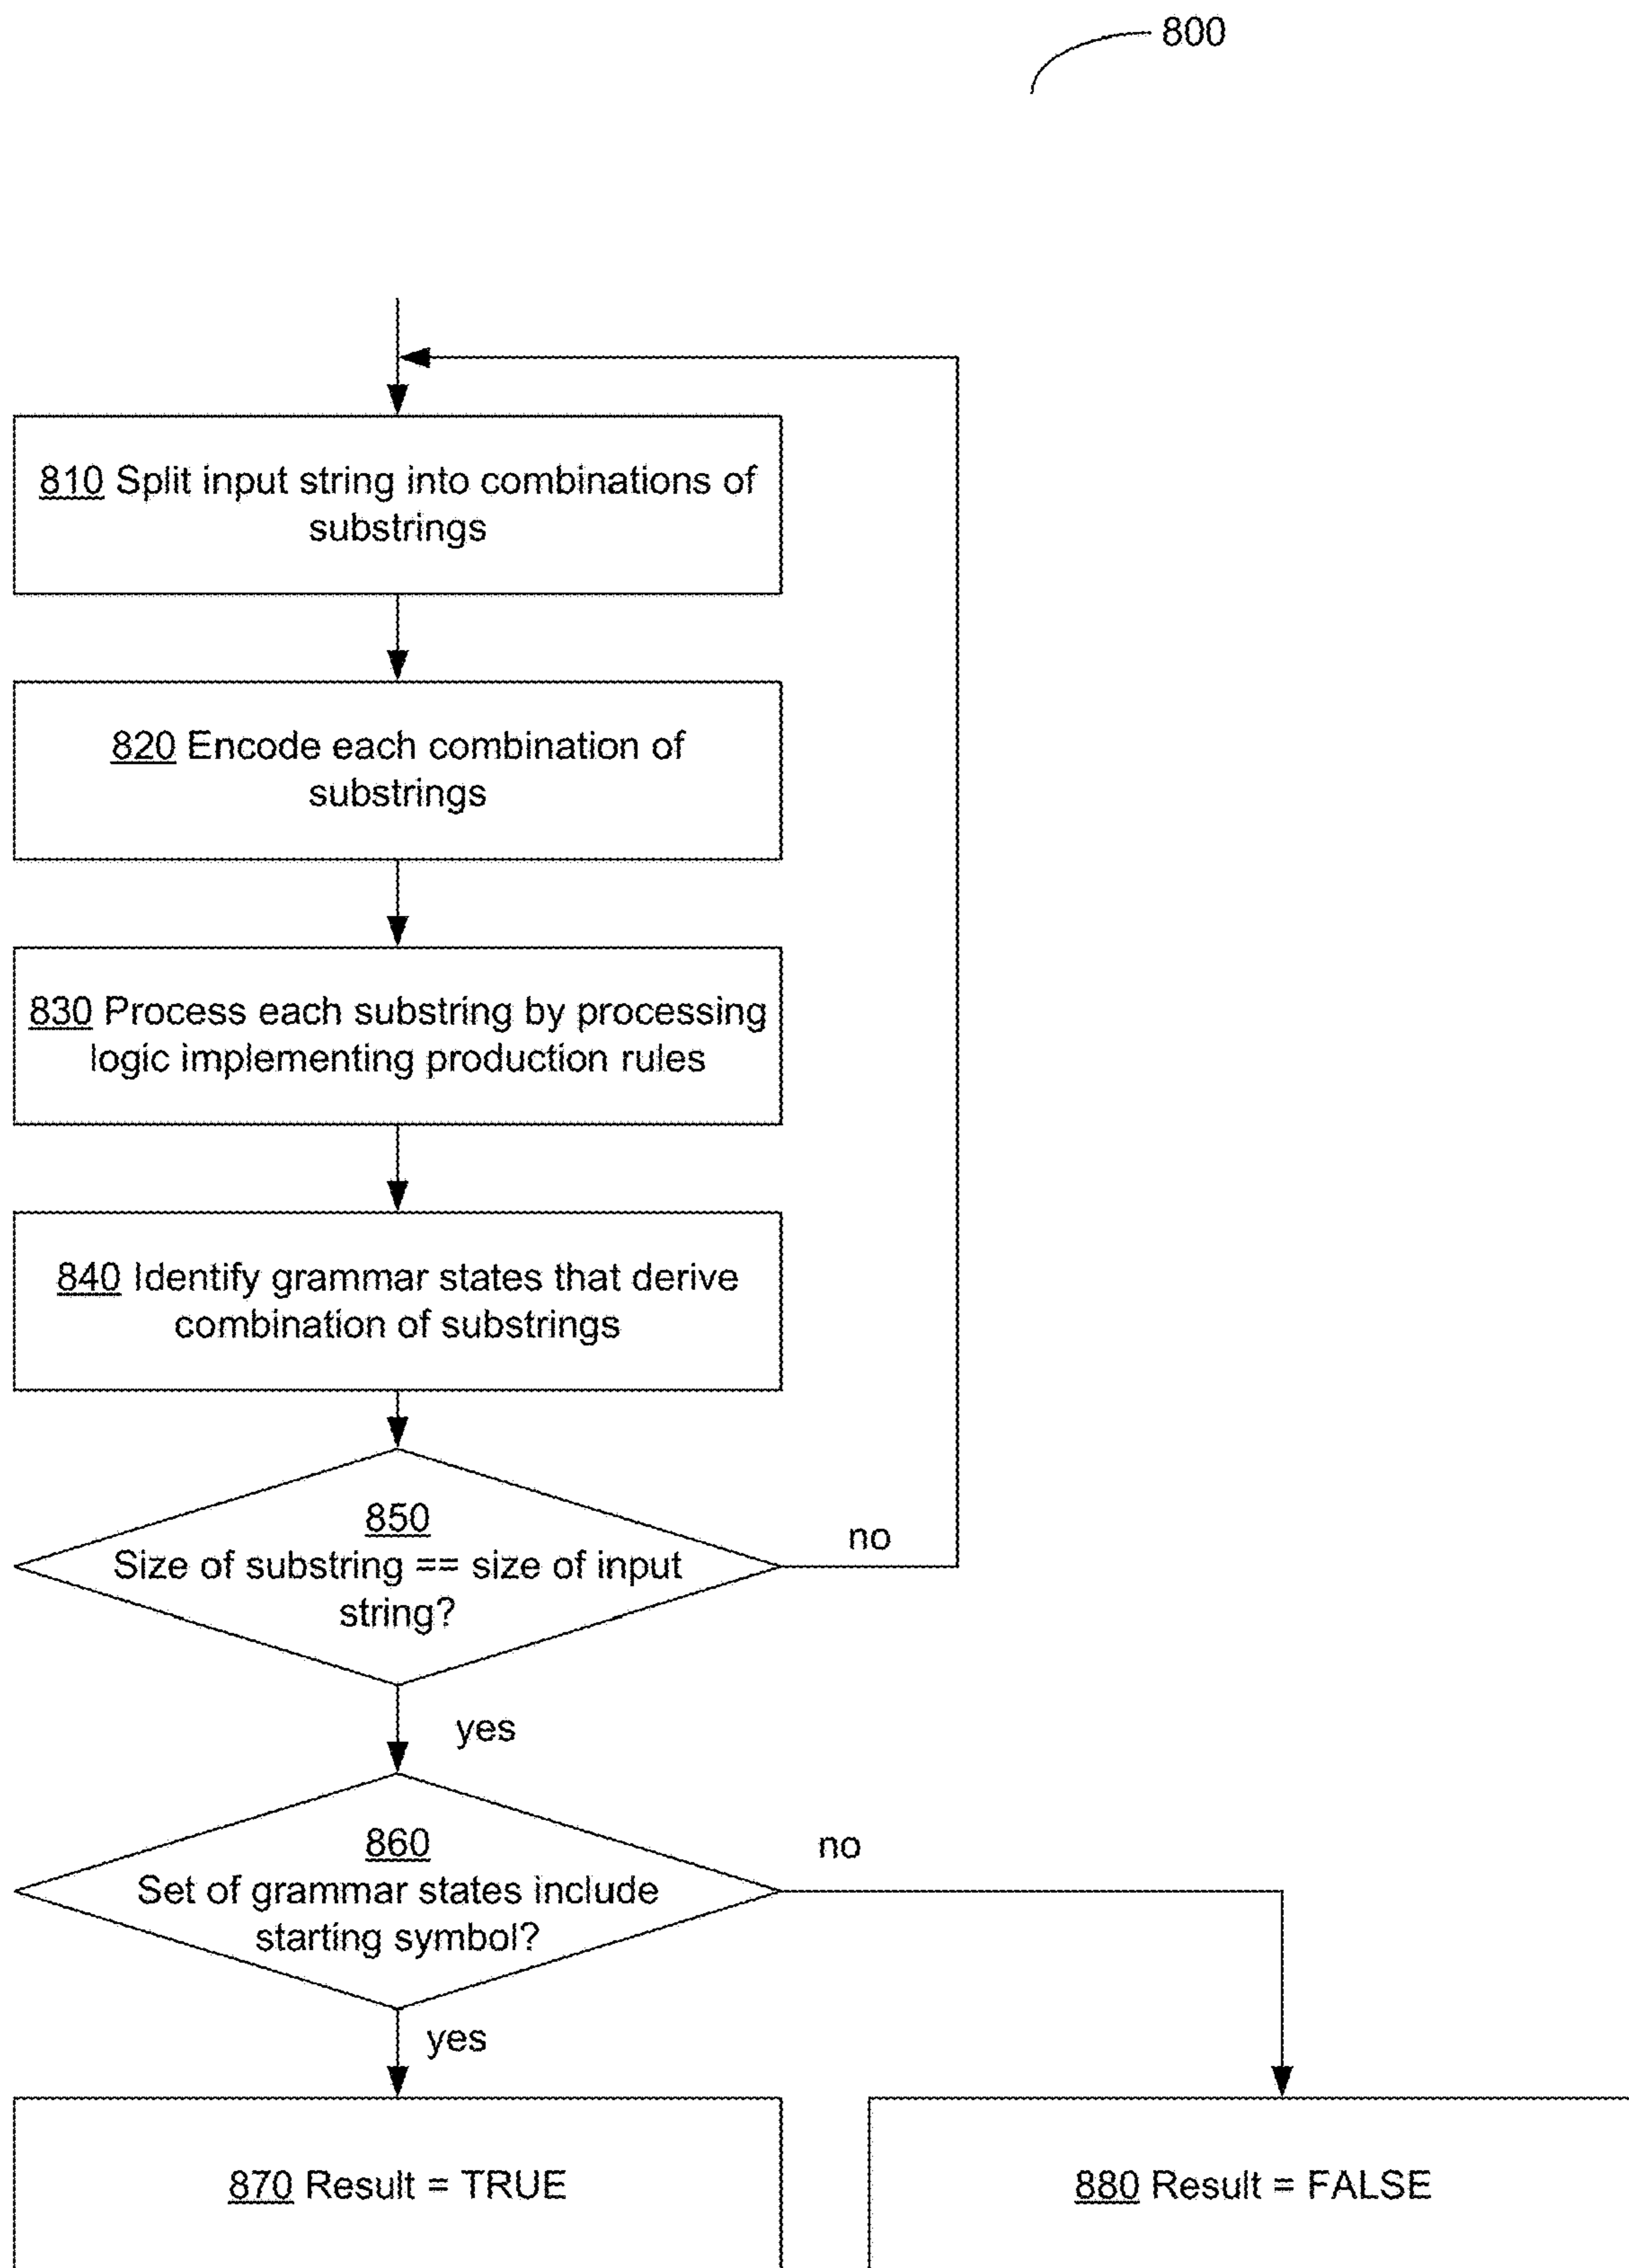 800
810 Split input string into combinations of
substrings
820 Encode each combination of
substrings
830 Process each substring by processing
logic implementing production rules
840 Identify grammar states that derive
combination of substrings
850
Size of substring == size of input
string?
no
yes
860
Set of grammar states include
starting symbol?
no
yes
870 Result = TRUE
880 Result = FALSE